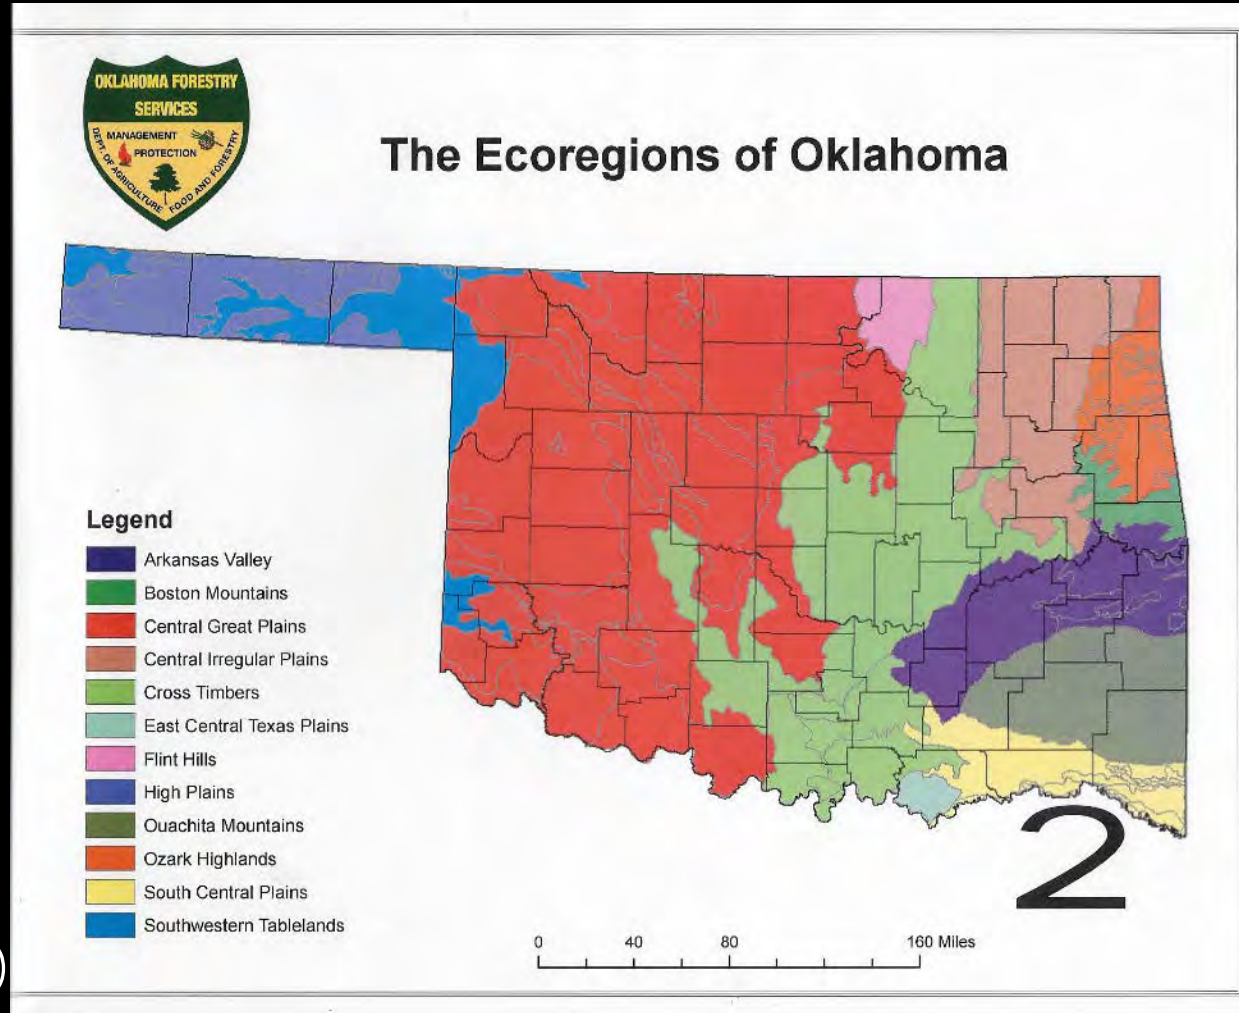 OKLAHOMA FORESTRY
SERVICES
MANAGEMENT
PROTECTION
DEPT. OF AGRICULTURE FOOD AND FORESTRY
The Ecoregions of Oklahoma
Legend
Arkansas Valley
Boston Mountains
Central Great Plains
Central Irregular Plains
Cross Timbers
East Central Texas Plains
Flint Hills
High Plains
Ouachita Mountains
Ozark Highlands
South Central Plains
Southwestern Tablelands
2
0 40 80 160 Miles